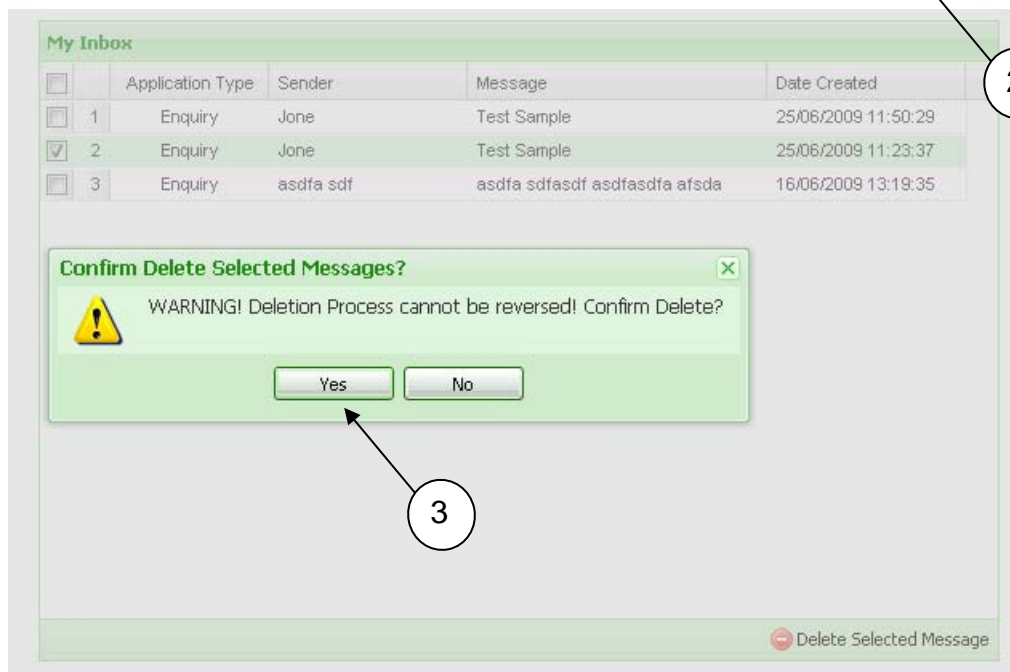 My Inbox
Application Type Sender Message Date Created
1 Enquiry Jone Test Sample 25/06/2009 11:50:29
2 Enquiry Jone Test Sample 25/06/2009 11:23:37
3 Enquiry asdfa sdf asdfa sdfasdf asdfasdfa afsda 16/06/2009 13:19:35
Confirm Delete Selected Messages?
WARNING! Deletion Process cannot be reversed! Confirm Delete?
Yes No
3
Delete Selected Message